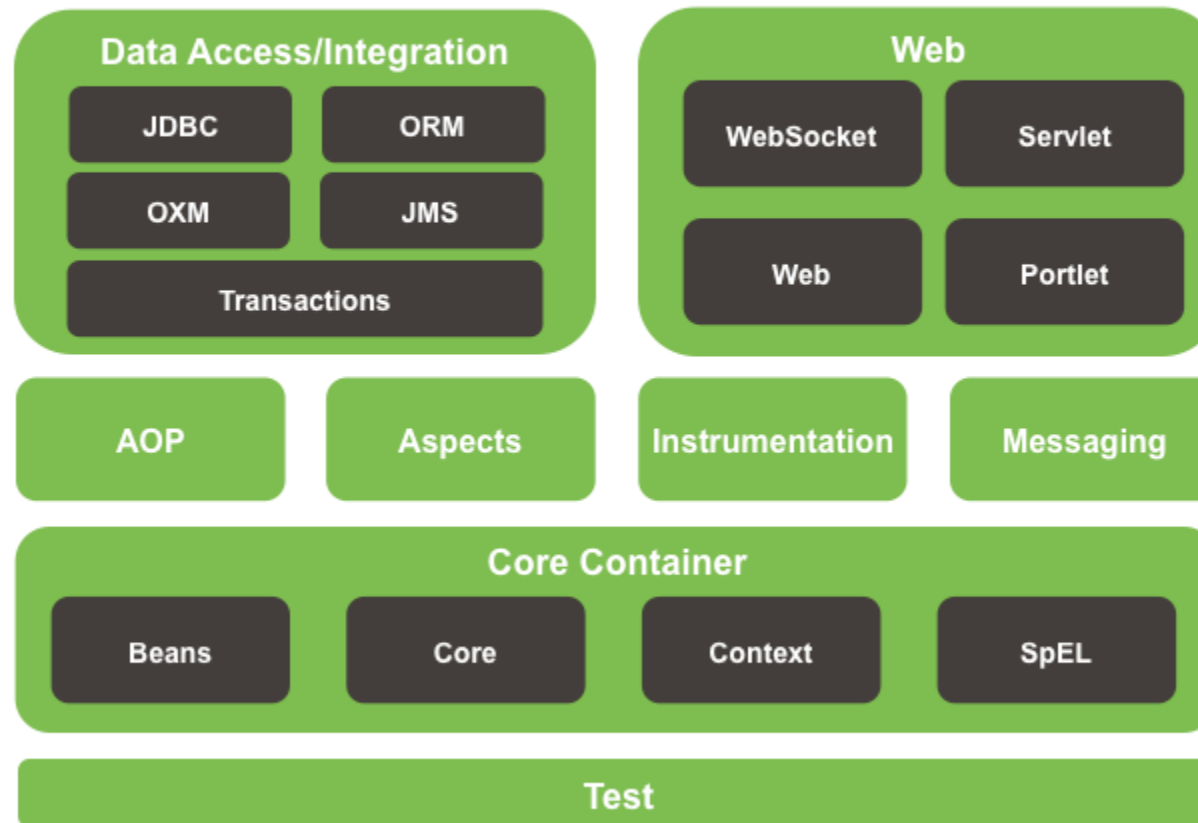 Data Access/Integration
JDBC
ORM
OXM
JMS
Transactions
Web
WebSocket
Servlet
Web
Portlet
AOP
Aspects
Instrumentation
Messaging
Core Container
Beans
Core
Context
SpEL
Test